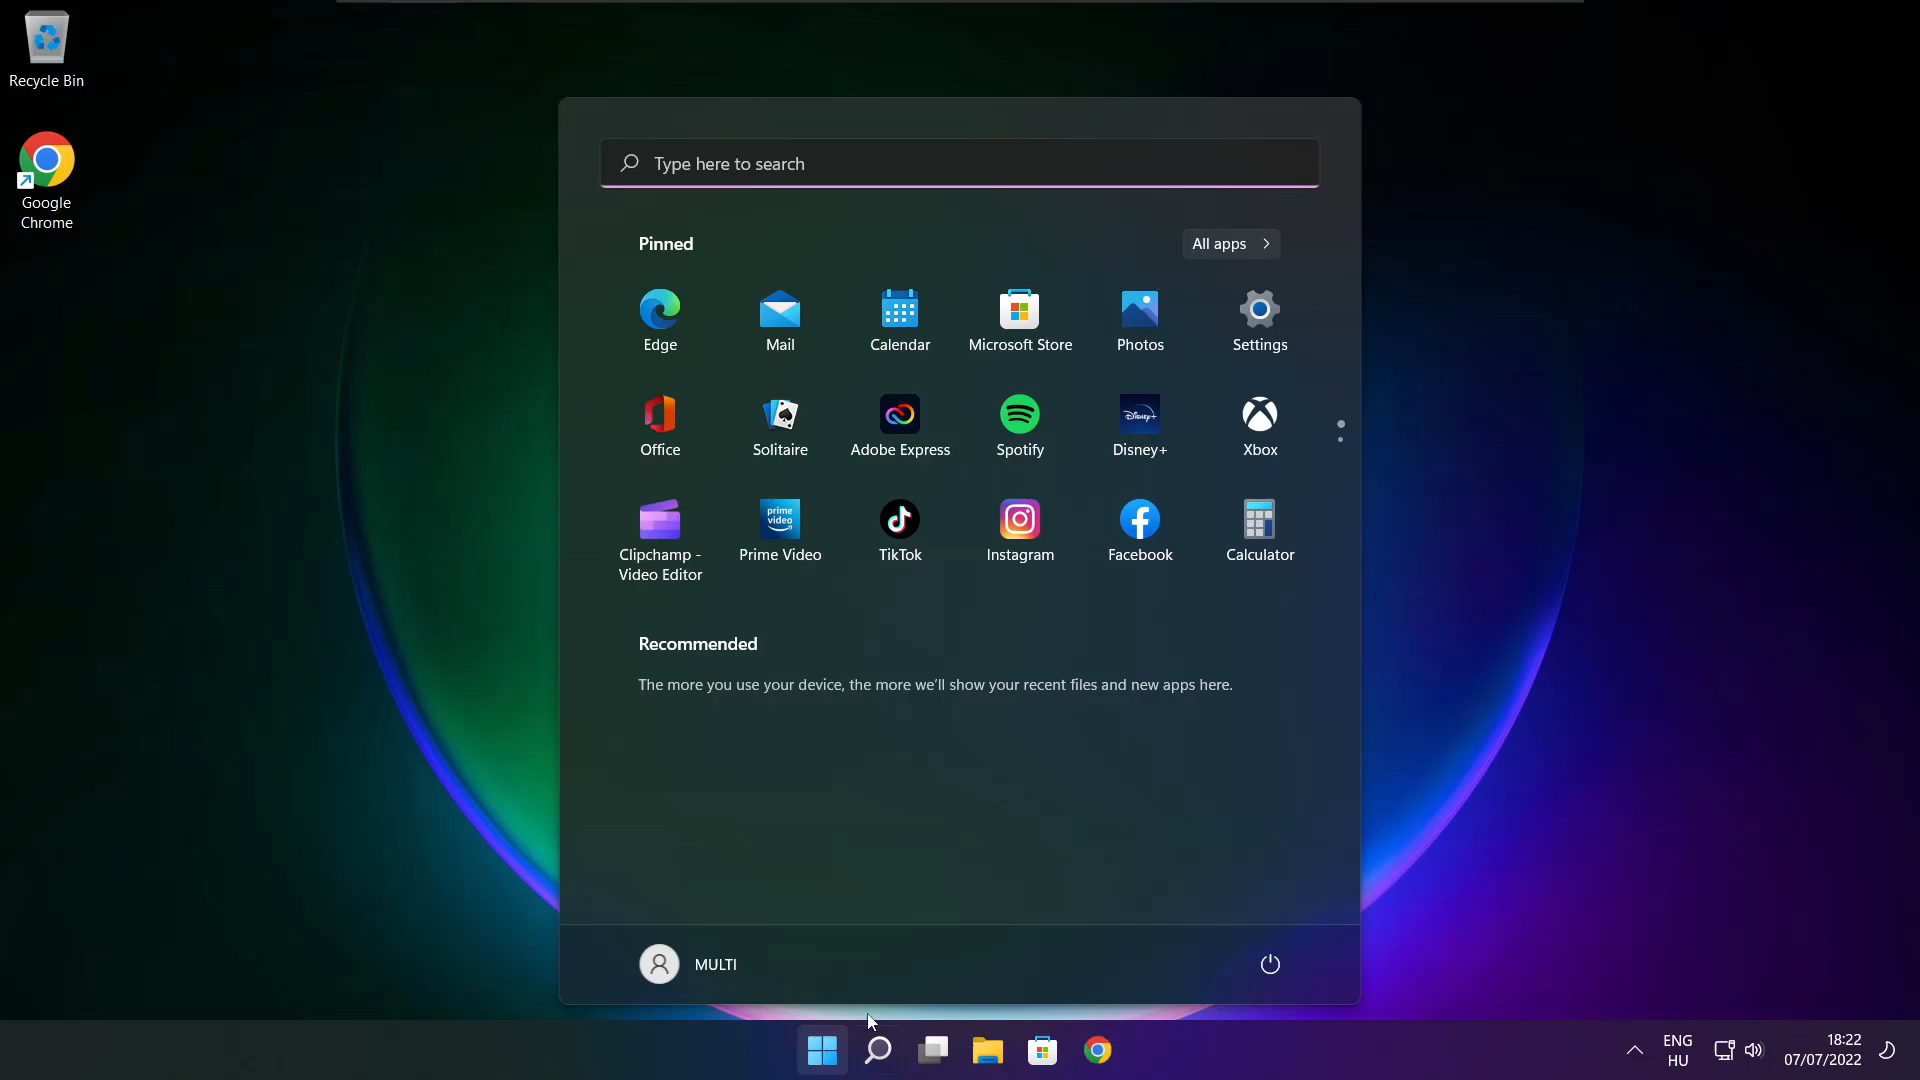 Recycle Bin
Google
Chrome
Type here to search
Pinned
All apps
Edge
Mail
Calendar
Microsoft Store
Photos
Settings
Office
Solitaire
Adobe Express
Spotify
Disney+
Disney+
Xbox
prime
video
Clipchamp -
Video Editor
Prime Video
TikTok
Instagram
Facebook
Calculator
Recommended
The more you use your device, the more we'll show your recent files and new apps here.
MULTI
ENG
HU
18:22
07/07/2022